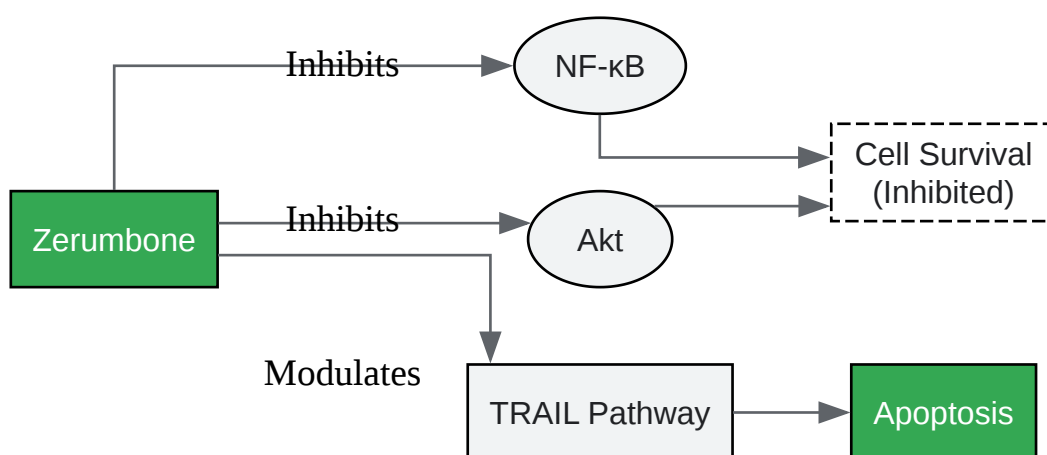 Inhibits
NF-κB
Cell Survival
(Inhibited)
Zerumbone
Inhibits
Akt
Modulates
TRAIL Pathway
Apoptosis